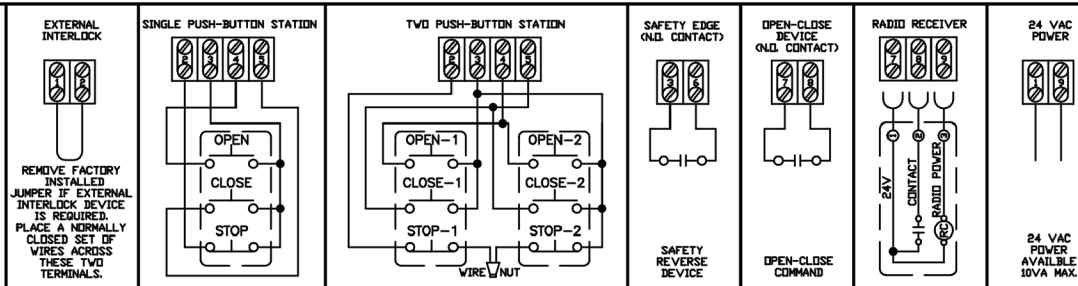 EXTERNAL
INTERLOCK
1
2
REMOVE FACTORY
INSTALLED
JUMPER IF EXTERNAL
INTERLOCK DEVICE
IS REQUIRED.
PLACE A NORMALLY
CLOSED SET OF
WIRES ACROSS
THESE TWO
TERMINALS.
SINGLE PUSH-BUTTON STATION
2
3
4
5
OPEN
CLOSE
STOP
TWO PUSH-BUTTON STATION
2
3
4
5
OPEN-1
OPEN-2
CLOSE-1
CLOSE-2
STOP-1
STOP-2
WIRE NUT
SAFETY EDGE
(N.O. CONTACT)
3
6
SAFETY
REVERSE
DEVICE
OPEN-CLOSE
DEVICE
(N.O. CONTACT)
7
8
OPEN-CLOSE
COMMAND
RADIO RECEIVER
7
8
9
1
2
3
24V
CONTACT
RADIO POWER
RC
24 VAC
POWER
1
9
24 VAC
POWER
AVAILBLE
10VA MAX.